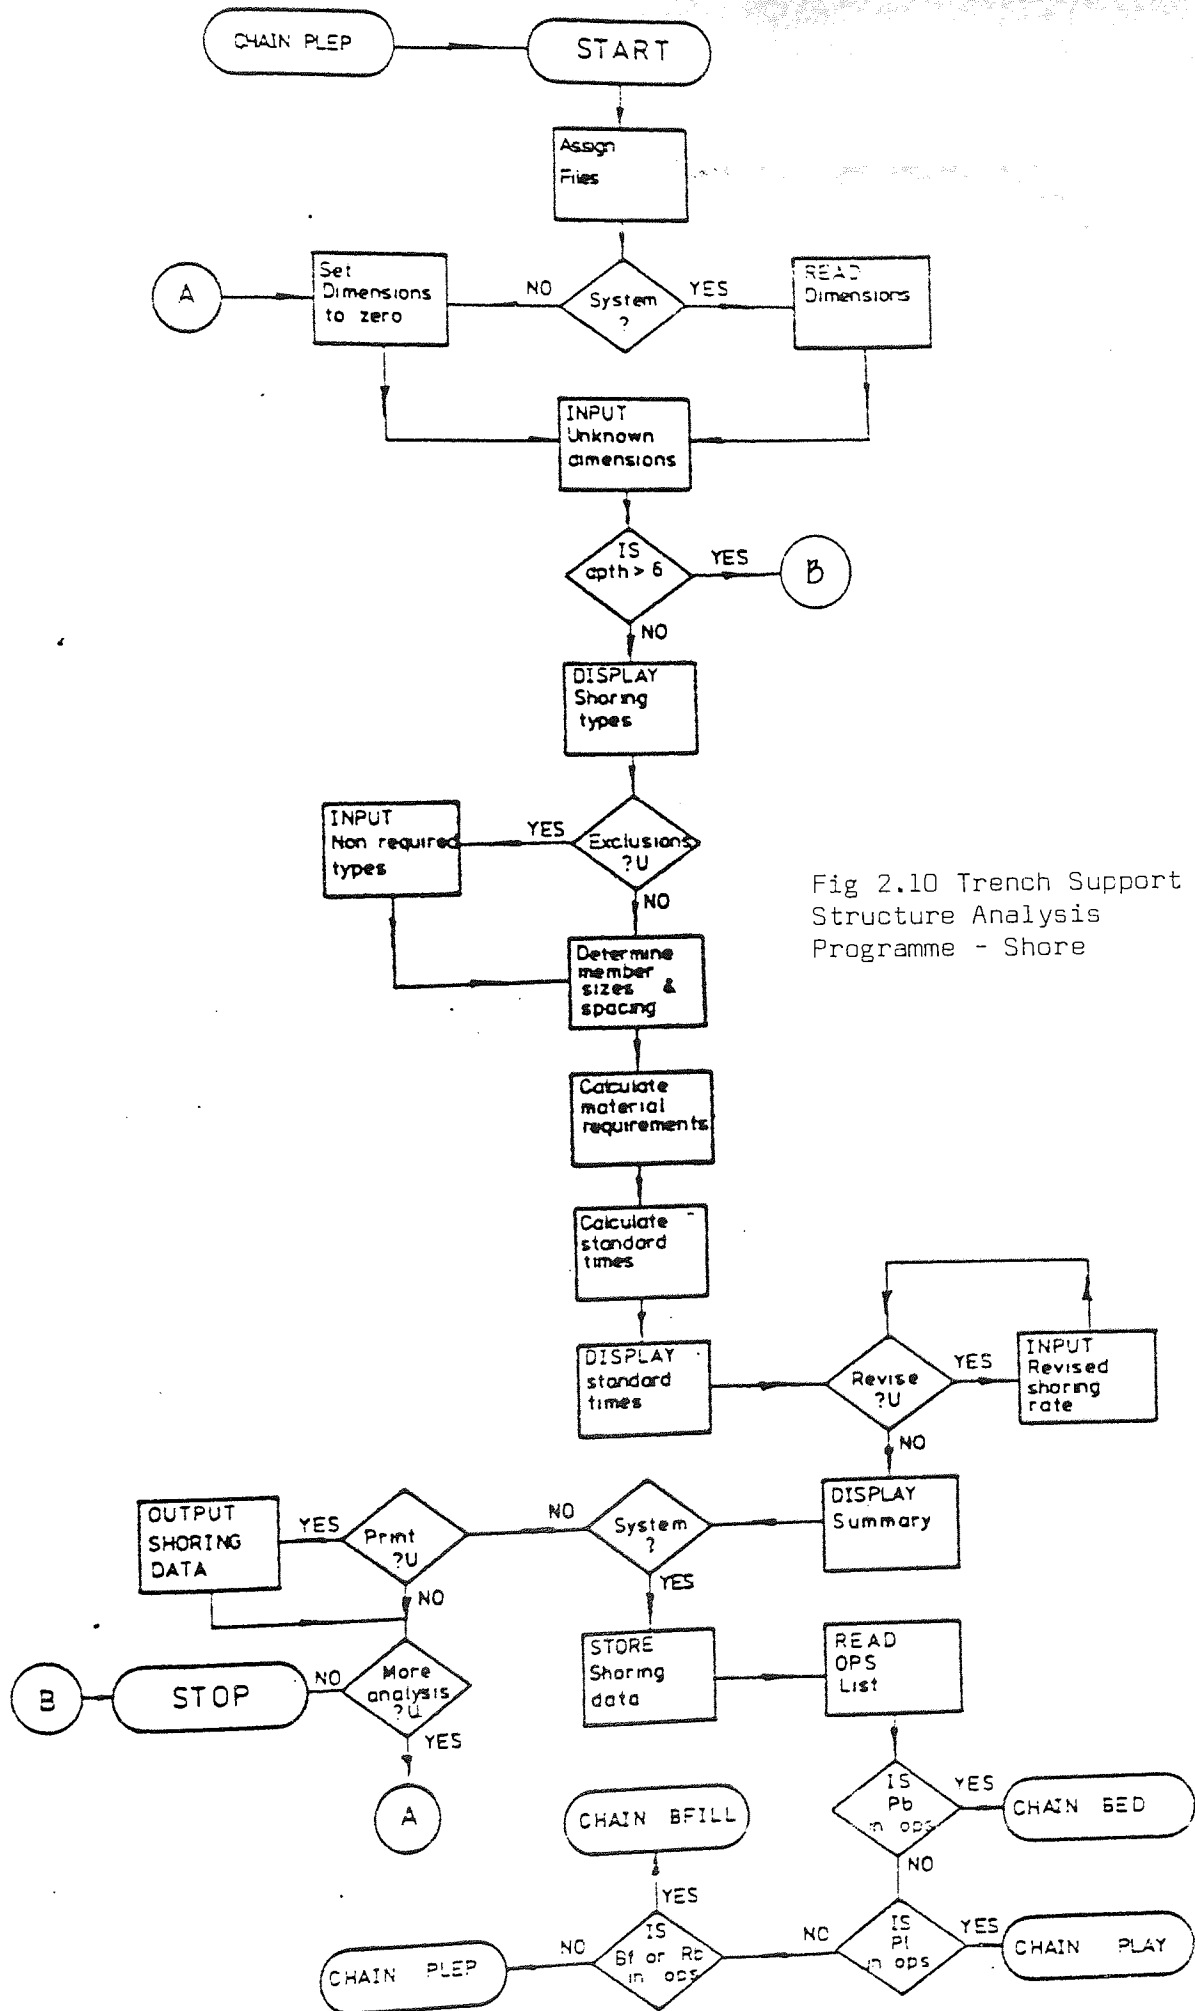 CHAIN PLEP
START
Assign
Files
A
Set
Dimensions
to zero
NO
System
?
YES
READ
Dimensions
INPUT
Unknown
dimensions
IS
dpth > 6
YES
B
NO
DISPLAY
Shoring
types
INPUT
Non required
types
YES
Exclusions
?U
NO
Fig 2.10 Trench Support
Structure Analysis
Programme - Shore
Determine
member
sizes &
spacing
Calculate
material
requirements
Calculate
standard
times
DISPLAY
standard
times
Revise
?U
YES
INPUT
Revised
shoring
rate
NO
OUTPUT
SHORING
DATA
YES
Print
?U
NO
System
?
DISPLAY
Summary
NO
YES
B
STOP
NO
More
analysis
?U
STORE
Shoring
data
READ
OPS
List
YES
A
CHAIN BFILL
IS
Pb
in ops
YES
CHAIN BED
NO
YES
CHAIN PLEP
NO
IS
Bf or Rb
in ops
NO
IS
Pl
in ops
YES
CHAIN PLAY